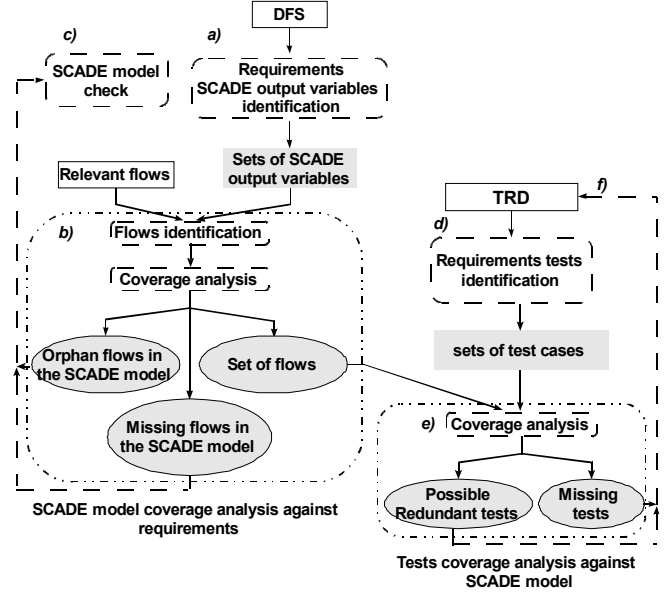 DFS
c)
a)
SCADE model
check
Requirements
SCADE output variables
identification
Sets of SCADE
output variables
Relevant flows
f)
TRD
d)
b)
Flows identification
Requirements tests
identification
Coverage analysis
Orphan flows in
the SCADE model
Set of flows
sets of test cases
Missing flows in
the SCADE model
e)
Coverage analysis
Possible
Redundant tests
Missing
tests
SCADE model coverage analysis against
requirements
Tests coverage analysis against
SCADE model